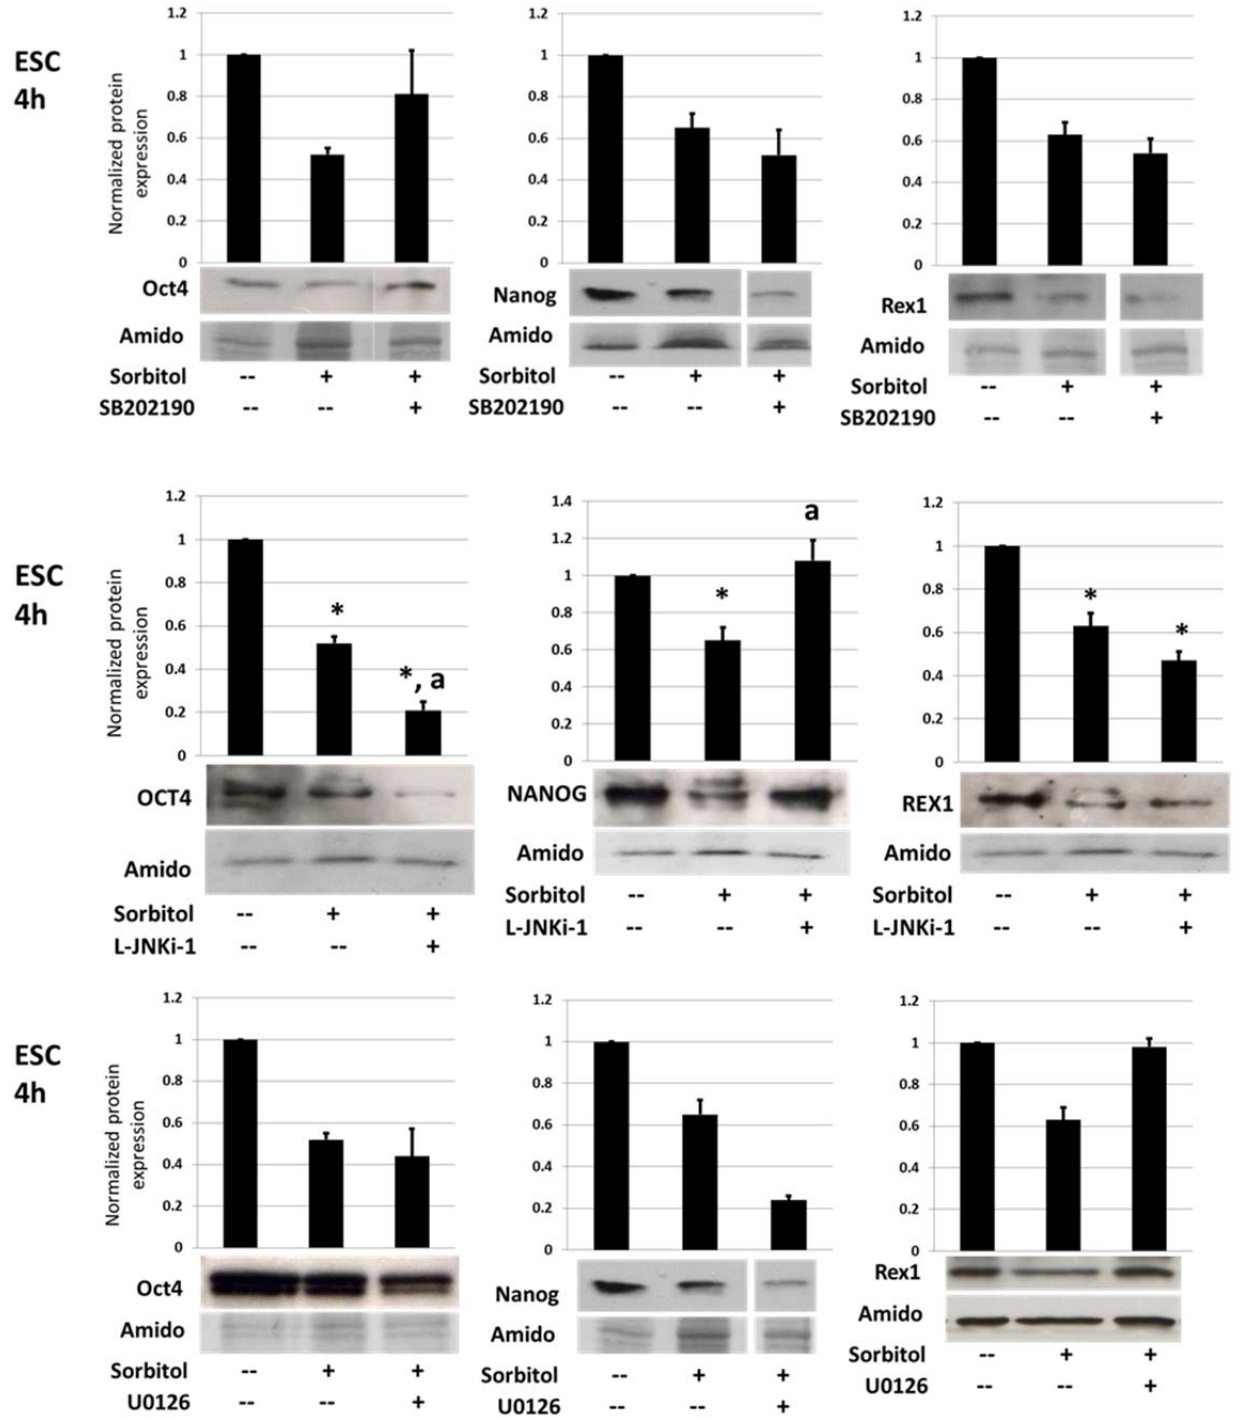 ESC
4h
Normalized protein
expression
1.2
1
0.8
0.6
0.4
0.2
0
Oct4
Amido
Sorbitol -- + +
SB202190 -- -- +
1.2
1
0.8
0.6
0.4
0.2
0
Nanog
Amido
Sorbitol -- + +
SB202190 -- -- +
1.2
1
0.8
0.6
0.4
0.2
0
Rex1
Amido
Sorbitol -- + +
SB202190 -- -- +
ESC
4h
Normalized protein
expression
1.2
1
0.8
0.6
0.4
0.2
0
*
*, a
OCT4
Amido
Sorbitol -- + +
L-JNKi-1 -- -- +
1.4
1.2
1
0.8
0.6
0.4
0.2
0
*
a
NANOG
Amido
Sorbitol -- + +
L-JNKi-1 -- -- +
1.2
1
0.8
0.6
0.4
0.2
0
*
*
REX1
Amido
Sorbitol -- + +
L-JNKi-1 -- -- +
ESC
4h
Normalized protein
expression
1.2
1
0.8
0.6
0.4
0.2
0
Oct4
Amido
Sorbitol -- + +
U0126 -- -- +
1.2
1
0.8
0.6
0.4
0.2
0
Nanog
Amido
Sorbitol -- + +
U0126 -- -- +
1.2
1
0.8
0.6
0.4
0.2
0
Rex1
Amido
Sorbitol -- + +
U0126 -- -- +